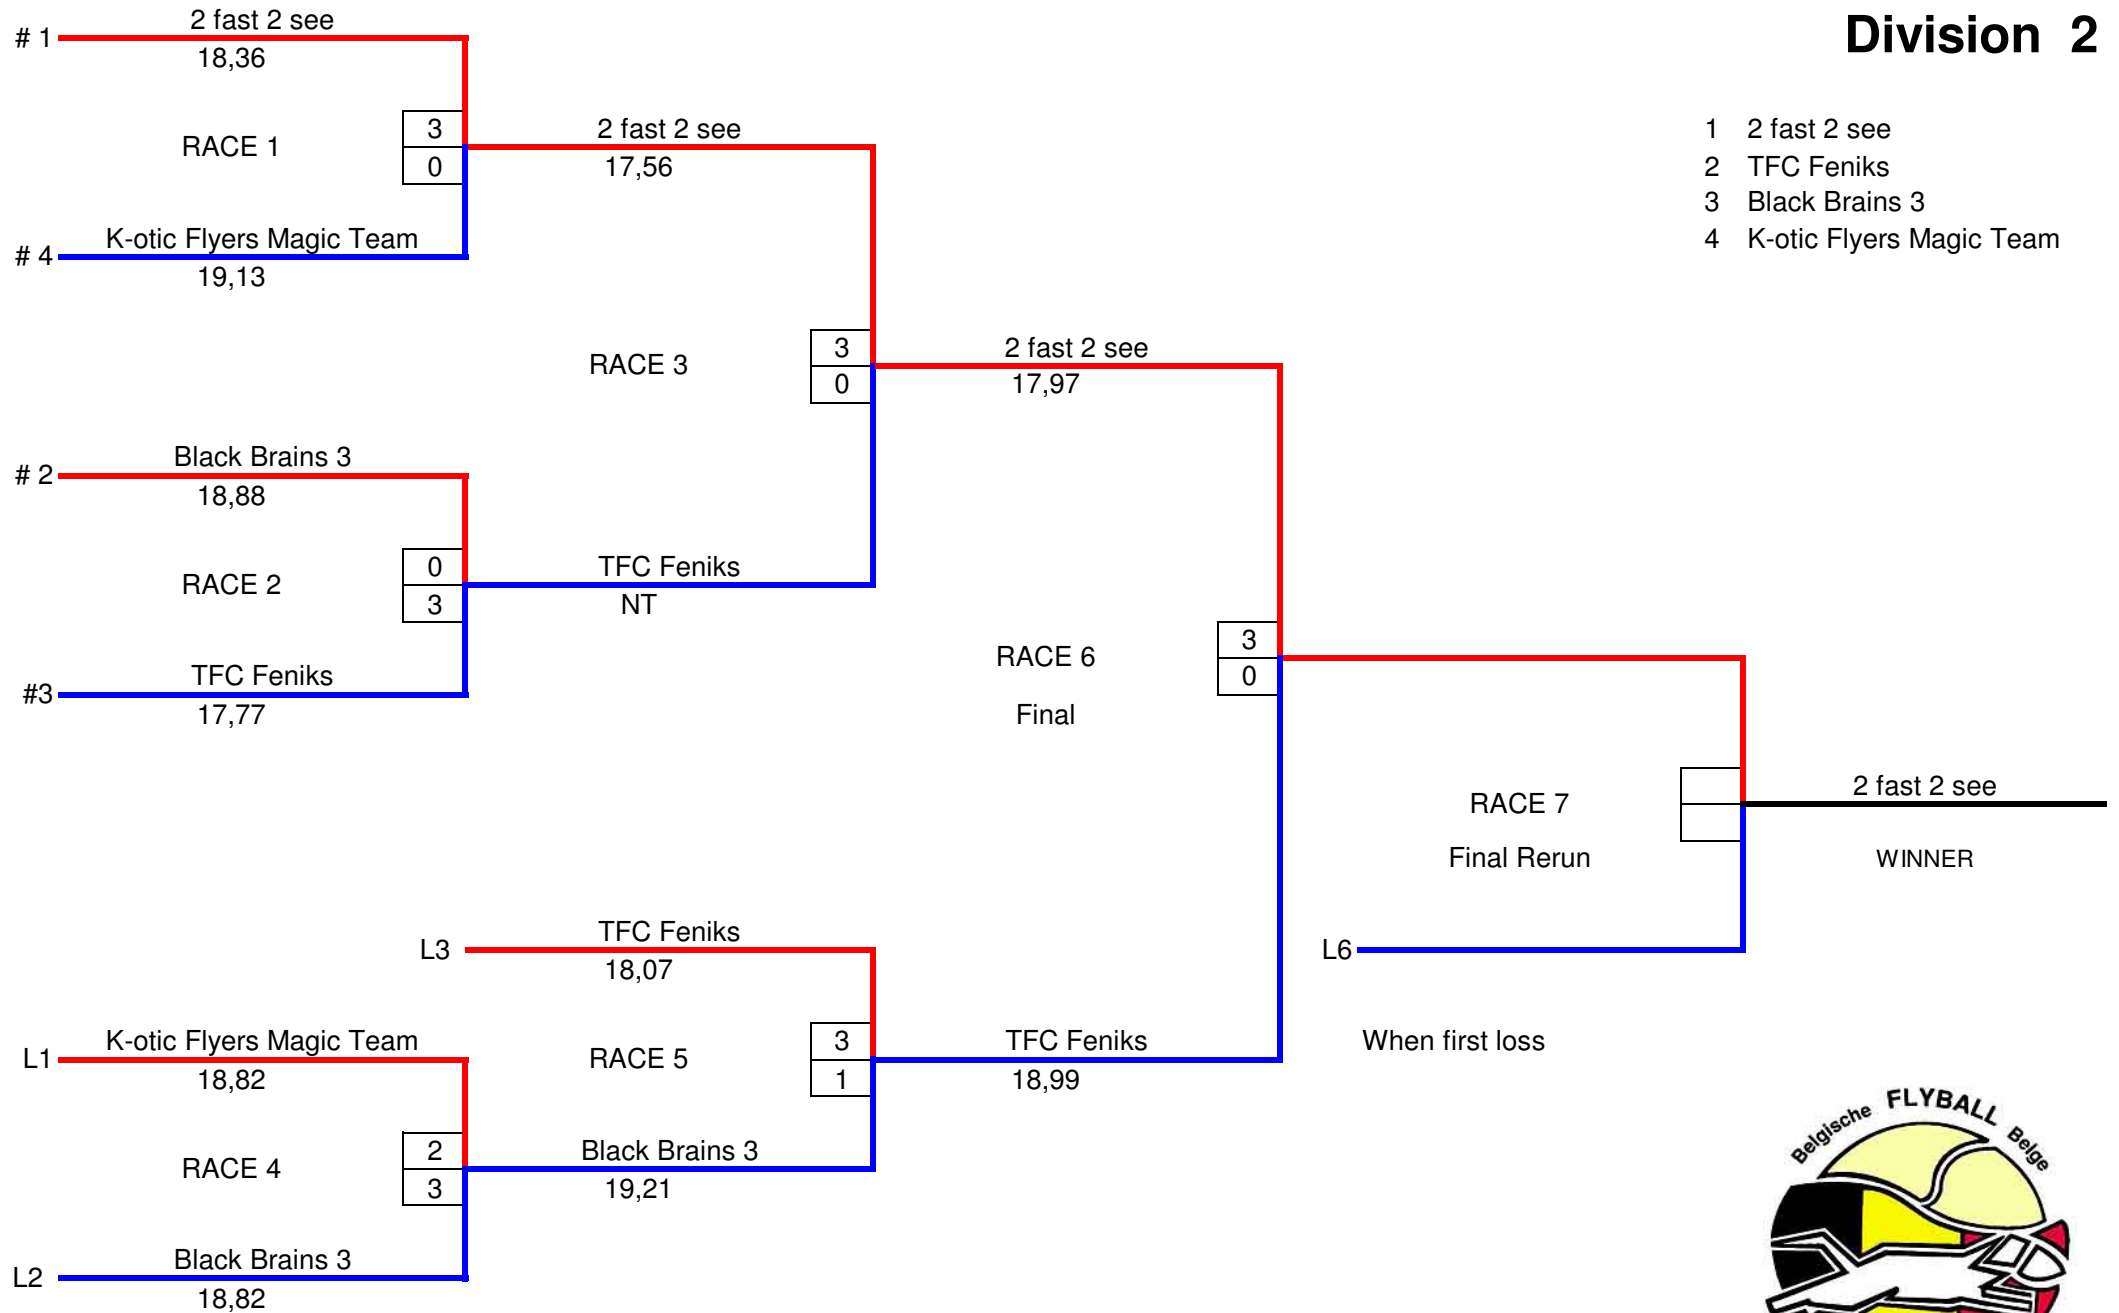 Division 2
# 1
2 fast 2 see
18,36
RACE 1
3
0
# 4
K-otic Flyers Magic Team
19,13
2 fast 2 see
17,56
1 2 fast 2 see
2 TFC Feniks
3 Black Brains 3
4 K-otic Flyers Magic Team
RACE 3
3
0
2 fast 2 see
17,97
# 2
Black Brains 3
18,88
RACE 2
0
3
TFC Feniks
NT
#3
TFC Feniks
17,77
RACE 6
3
0
Final
RACE 7
Final Rerun
2 fast 2 see
WINNER
L3
TFC Feniks
18,07
L6
When first loss
L1
K-otic Flyers Magic Team
18,82
RACE 5
3
1
TFC Feniks
18,99
RACE 4
2
3
Black Brains 3
19,21
L2
Black Brains 3
18,82
Belgische FLYBALL Belge